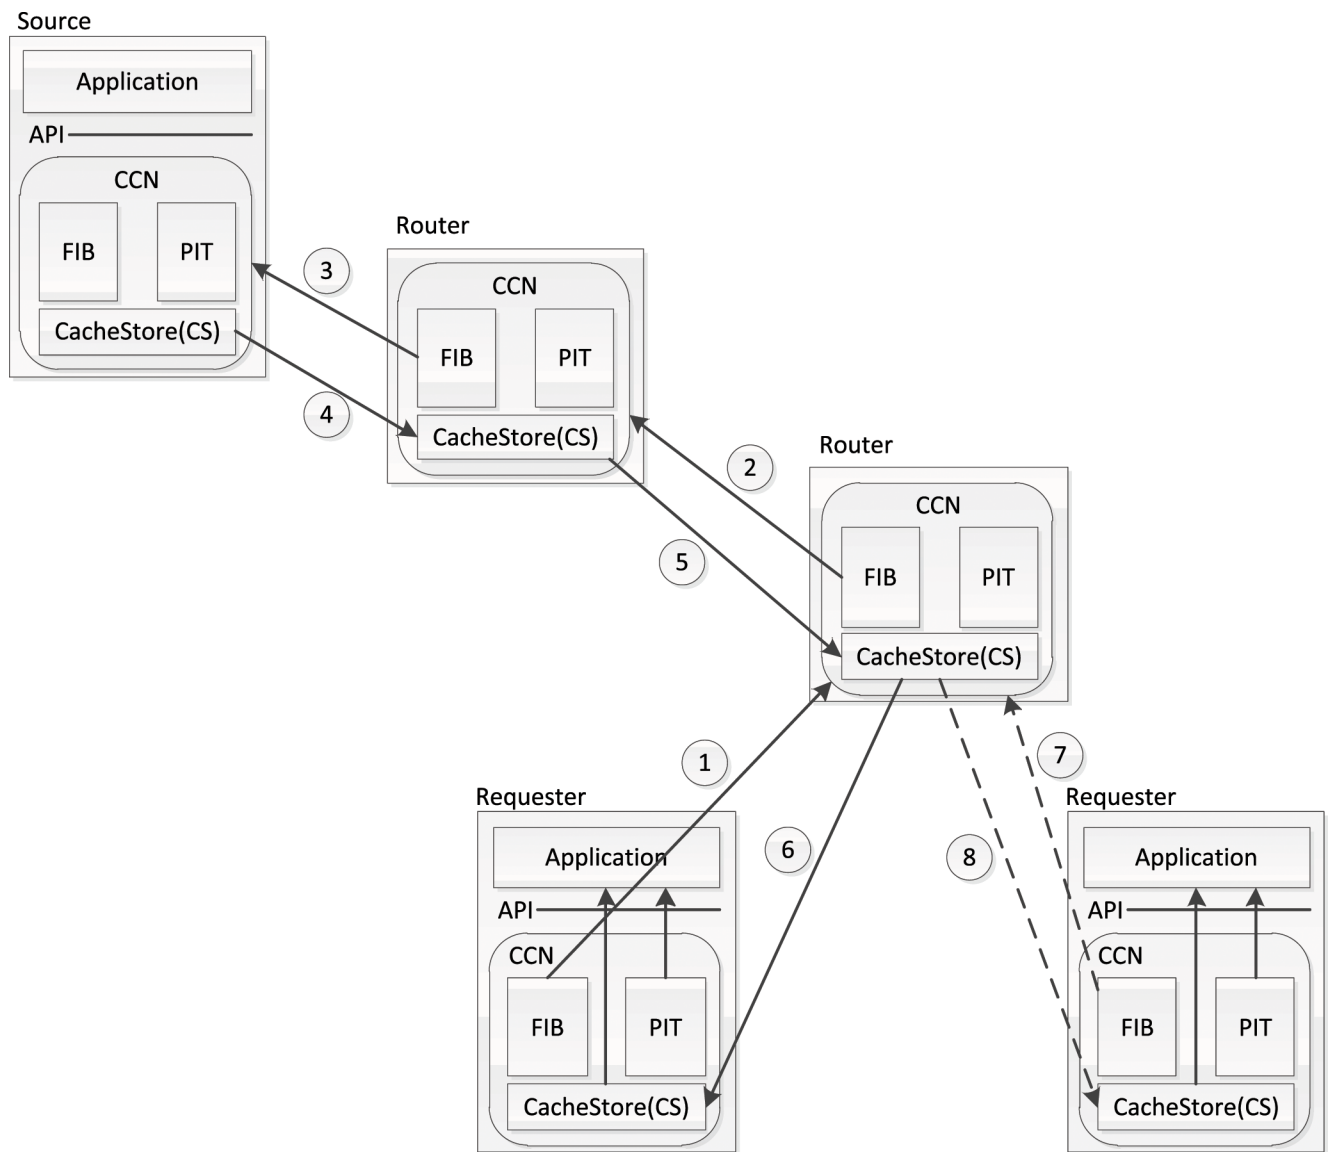 Source
Application
API
CCN
FIB
PIT
CacheStore(CS)
3
4
Router
CCN
FIB
PIT
CacheStore(CS)
2
5
Router
CCN
FIB
PIT
CacheStore(CS)
1
6
7
8
Requester
Application
API
CCN
FIB
PIT
CacheStore(CS)
Requester
Application
API
CCN
FIB
PIT
CacheStore(CS)